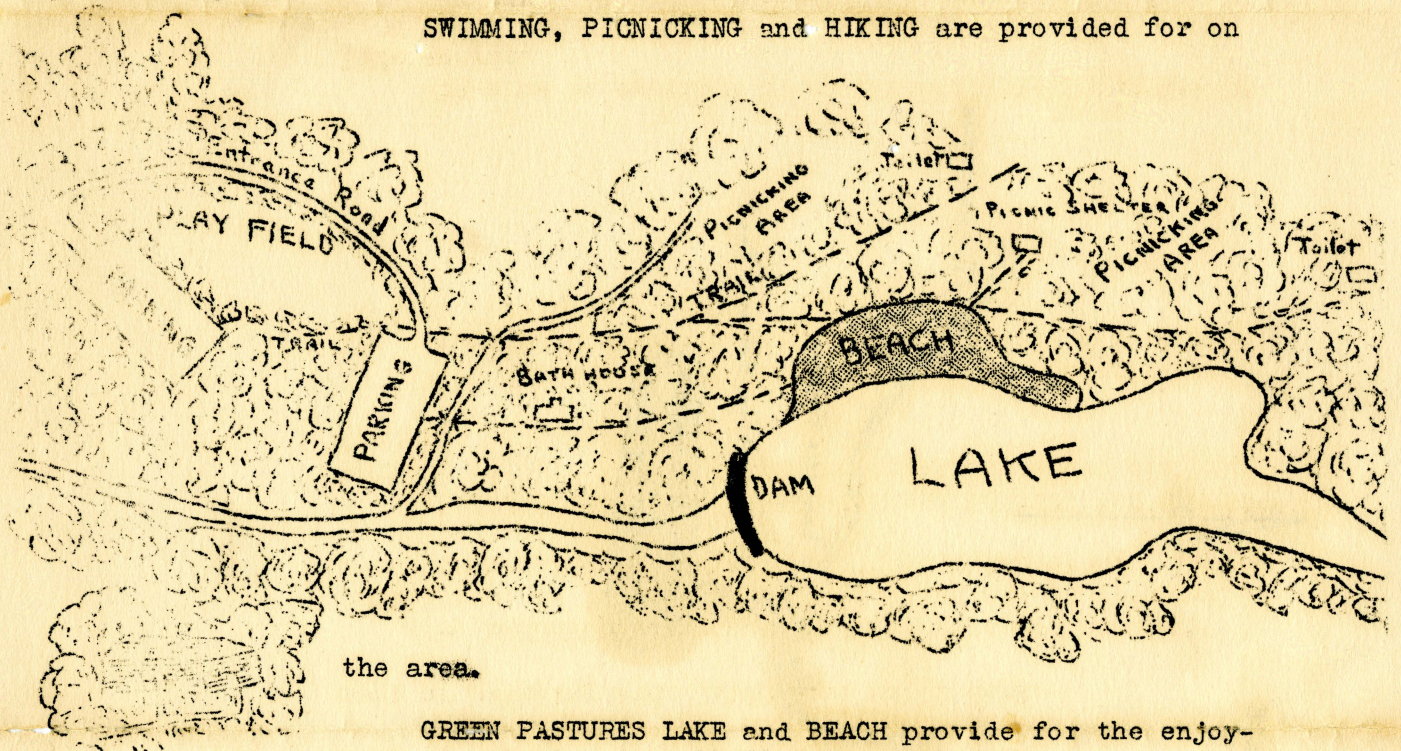 SWIMMING, PICNICKING and HIKING are provided for on
Entrance Road
LAY FIELD
TRAIL
PARKING
BATH HOUSE
PICNICKING
AREA
TRAIL
Toilet
PICNIC SHELTER
PICNICKING
AREA
Toilet
BEACH
LAKE
DAM
the area.
GREEN PASTURES LAKE and BEACH provide for the enjoy-